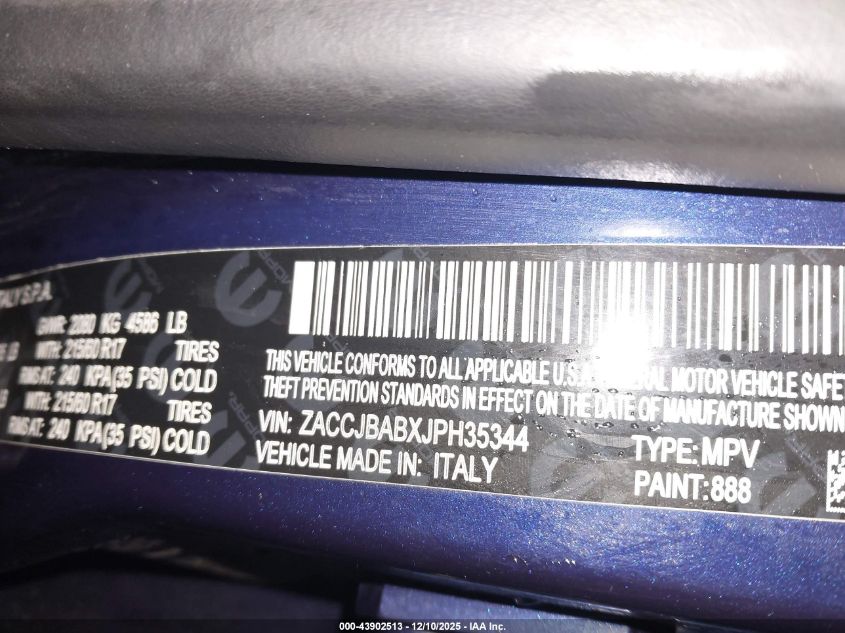 ITALY S.P.A.
GWR: 2080 KG 4586 LB
LB WITH: 215/60 R17 TIRES
RIMS AT: 240 KPA(35 PSI) COLD
LB WITH: 215/60 R17 TIRES
RIMS AT: 240 KPA(35 PSI) COLD
THIS VEHICLE CONFORMS TO ALL APPLICABLE U.S. MOTOR VEHICLE SAFETY
THEFT PREVENTION STANDARDS IN EFFECT ON THE DATE OF MANUFACTURE SHOWN
VIN: ZACCJBABXJPH35344 TYPE: MPV
VEHICLE MADE IN: ITALY PAINT: 888
000-43902513 - 12/10/2025 - IAA Inc.